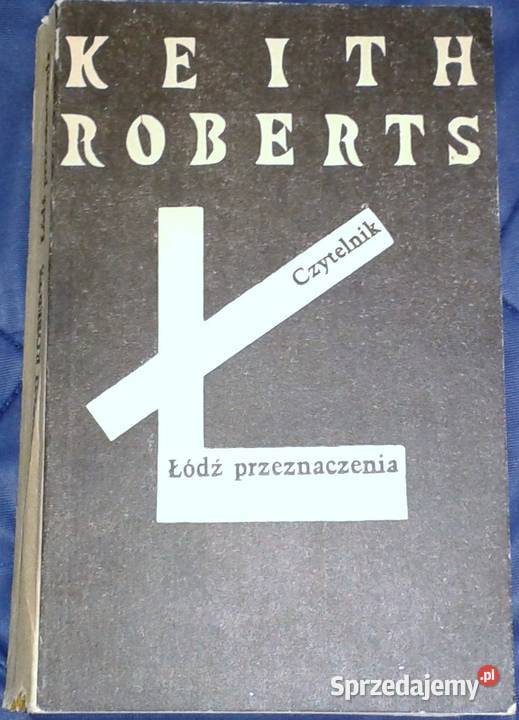 KEITH
ROBERTS
Czytelnik
Łódź przeznaczenia
Sprzedajemy.pl